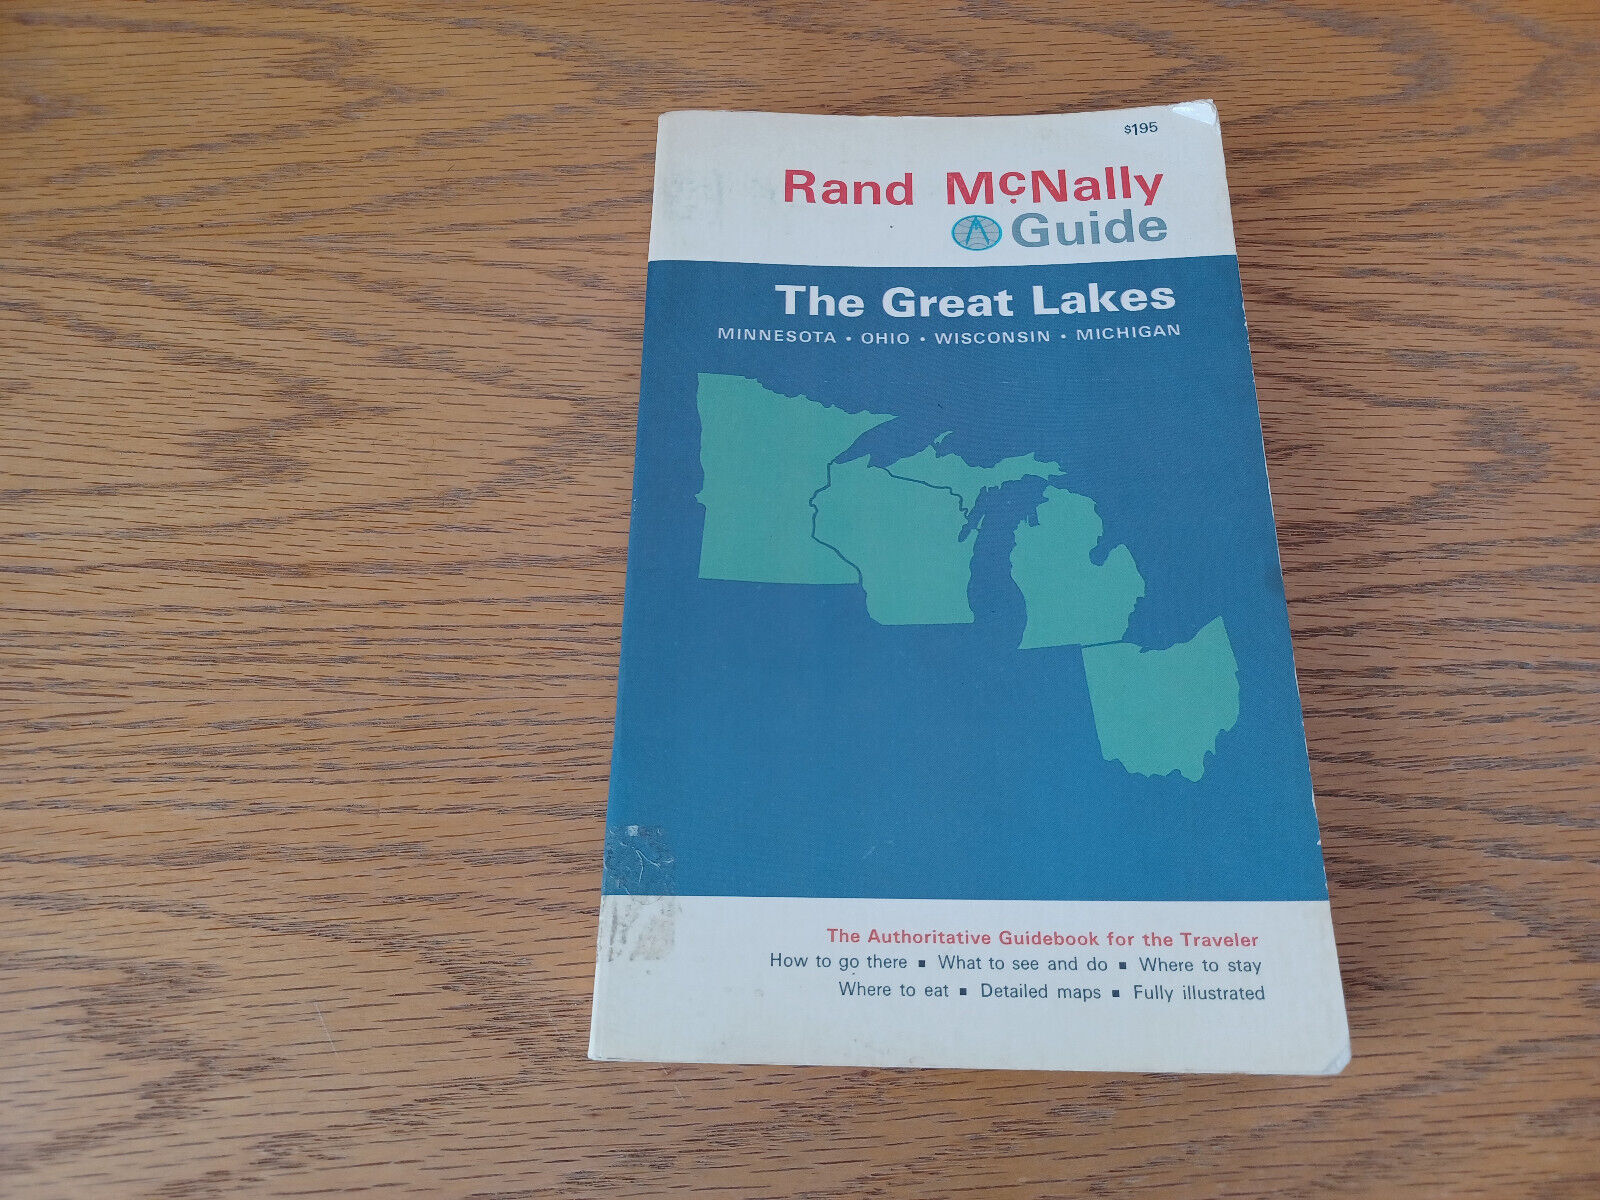 $195
Rand McNally
Guide
The Great Lakes
MINNESOTA • OHIO • WISCONSIN • MICHIGAN
The Authoritative Guidebook for the Traveler
How to go there ▪ What to see and do ▪ Where to stay
Where to eat ▪ Detailed maps ▪ Fully illustrated